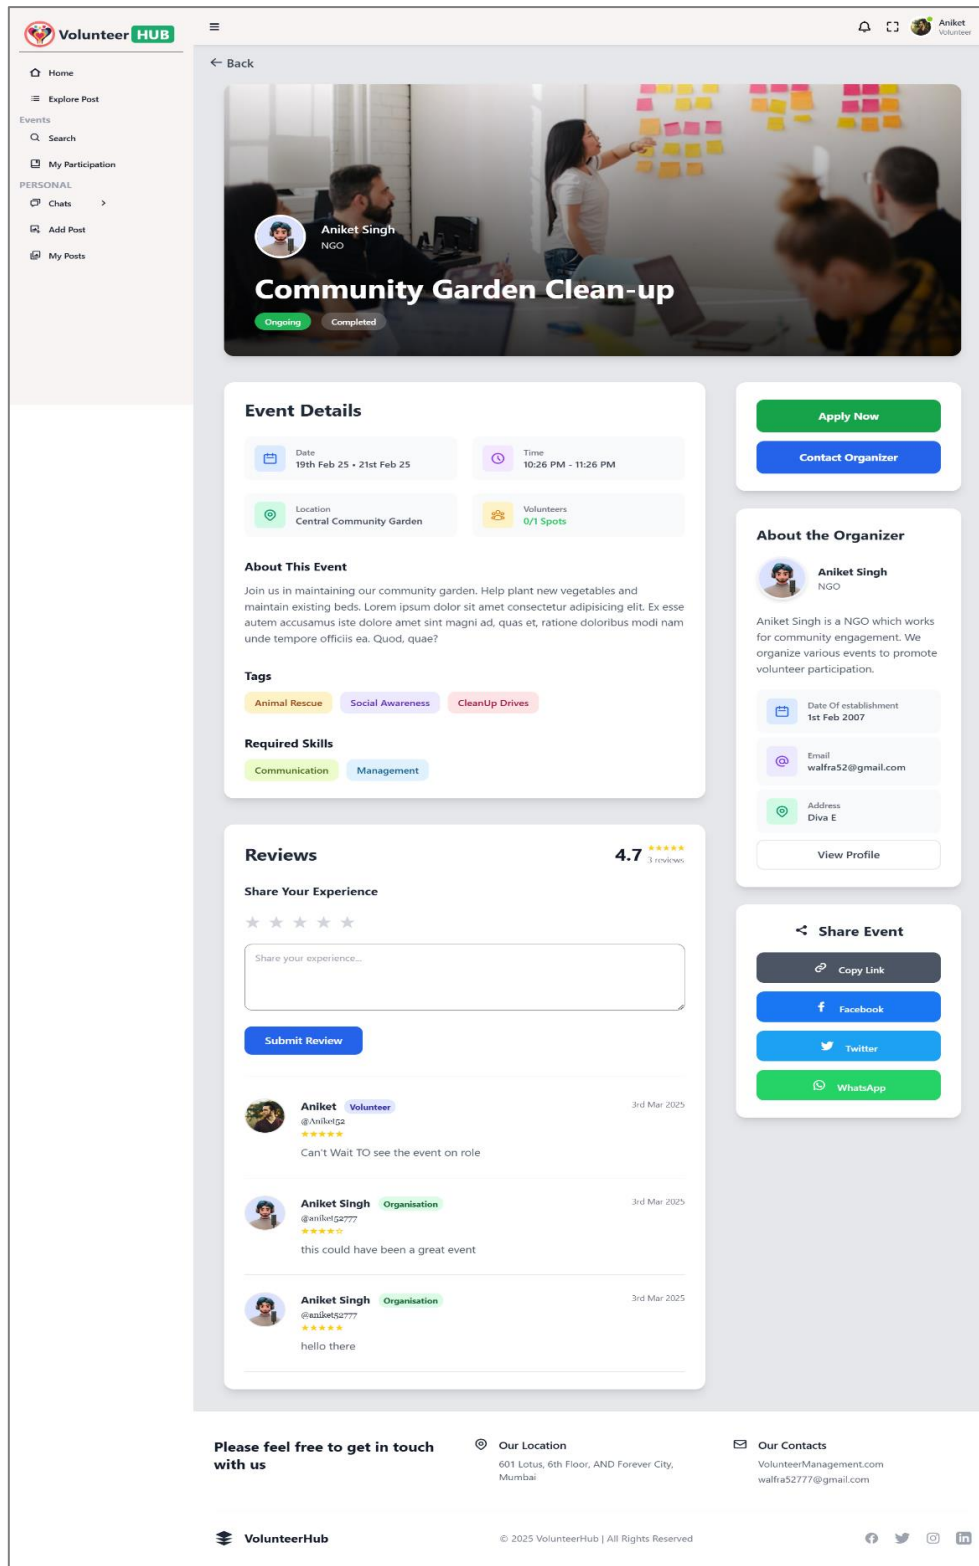 Volunteer HUB
Aniket
Volunteer
Home
Explore Post
Events
Search
My Participation
PERSONAL
Chats
Add Post
My Posts
← Back
Aniket Singh
NGO
Community Garden Clean-up
Ongoing Completed
Event Details
Date
19th Feb 25 • 21st Feb 25
Time
10:26 PM - 11:26 PM
Location
Central Community Garden
Volunteers
0/1 Spots
About This Event
Join us in maintaining our community garden. Help plant new vegetables and
maintain existing beds. Lorem ipsum dolor sit amet consectetur adipisicing elit. Ex esse
autem accusamus iste dolore amet sint magni ad, quas et, ratione doloribus modi nam
unde tempore officiis ea. Quod, quae?
Tags
Animal Rescue Social Awareness CleanUp Drives
Required Skills
Communication Management
Apply Now
Contact Organizer
About the Organizer
Aniket Singh
NGO
Aniket Singh is a NGO which works
for community engagement. We
organize various events to promote
volunteer participation.
Date Of establishment
1st Feb 2007
Email
walfra52@gmail.com
Address
Diva E
View Profile
Reviews
4.7 ★★★★★
3 reviews
Share Your Experience
★ ★ ★ ★ ★
Share your experience...
Submit Review
Aniket Volunteer
3rd Mar 2025
@Aniket52
★★★★★
Can't Wait TO see the event on role
Aniket Singh Organisation
3rd Mar 2025
@aniket52777
★★★★☆
this could have been a great event
Aniket Singh Organisation
3rd Mar 2025
@aniket52777
★★★★★
hello there
Share Event
Copy Link
Facebook
Twitter
WhatsApp
Please feel free to get in touch
with us
Our Location
601 Lotus, 6th Floor, AND Forever City,
Mumbai
Our Contacts
VolunteerManagement.com
walfra52777@gmail.com
VolunteerHub
© 2025 VolunteerHub | All Rights Reserved